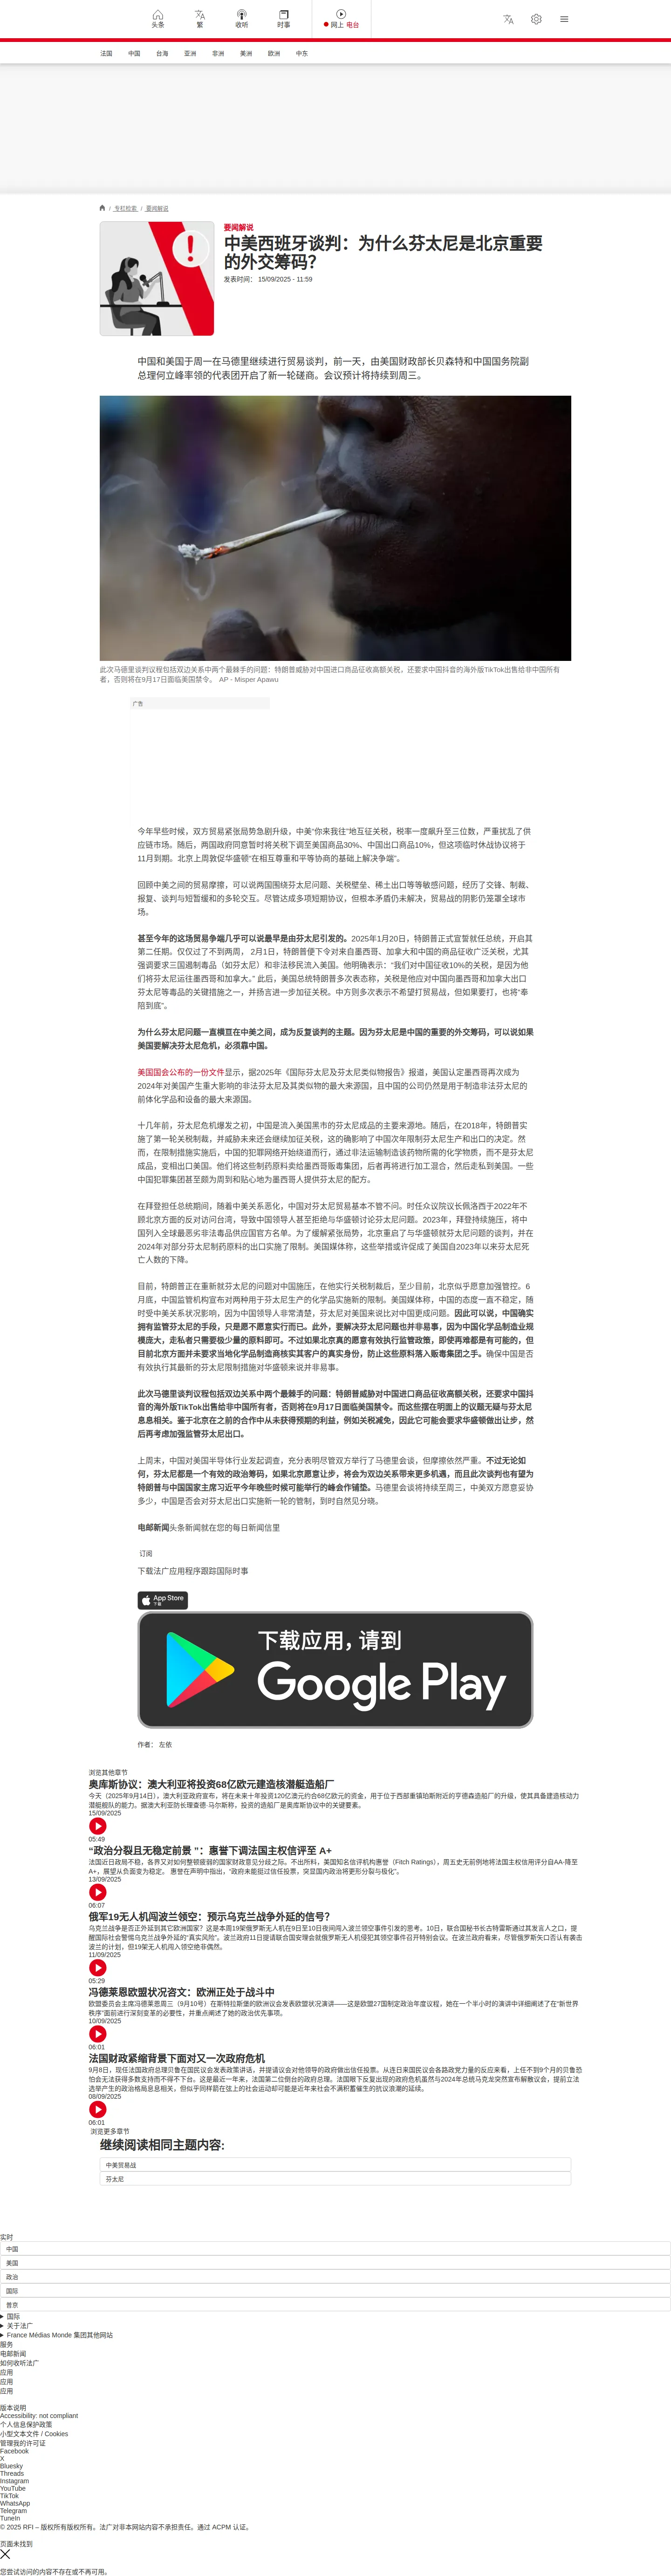 头条
繁
收听
时事
网上 电台
法国 中国 台海 亚洲 非洲 美洲 欧洲 中东
/ 专栏检索 / 要闻解说
要闻解说
中美西班牙谈判：为什么芬太尼是北京重要
的外交筹码？
发表时间： 15/09/2025 - 11:59
中国和美国于周一在马德里继续进行贸易谈判，前一天，由美国财政部长贝森特和中国国务院副
总理何立峰率领的代表团开启了新一轮磋商。会议预计将持续到周三。
此次马德里谈判议程包括双边关系中两个最棘手的问题：特朗普威胁对中国进口商品征收高额关税，还要求中国抖音的海外版TikTok出售给非中国所有
者，否则将在9月17日面临美国禁令。 AP - Misper Apawu
广告
今年早些时候，双方贸易紧张局势急剧升级，中美“你来我往”地互征关税，税率一度飙升至三位数，严重扰乱了供
应链市场。随后，两国政府同意暂时将关税下调至美国商品30%、中国出口商品10%，但这项临时休战协议将于
11月到期。北京上周敦促华盛顿“在相互尊重和平等协商的基础上解决争端”。
回顾中美之间的贸易摩擦，可以说两国围绕芬太尼问题、关税壁垒、稀土出口等等敏感问题，经历了交锋、制裁、
报复、谈判与短暂缓和的多轮交互。尽管达成多项短期协议，但根本矛盾仍未解决，贸易战的阴影仍笼罩全球市
场。
甚至今年的这场贸易争端几乎可以说最早是由芬太尼引发的。2025年1月20日，特朗普正式宣誓就任总统，开启其
第二任期。仅仅过了不到两周， 2月1日，特朗普便下令对来自墨西哥、加拿大和中国的商品征收广泛关税，尤其
强调要求三国遏制毒品（如芬太尼）和非法移民流入美国。他明确表示：“我们对中国征收10%的关税，是因为他
们将芬太尼运往墨西哥和加拿大。” 此后，美国总统特朗普多次表态称，关税是他应对中国向墨西哥和加拿大出口
芬太尼等毒品的关键措施之一，并扬言进一步加征关税。中方则多次表示不希望打贸易战，但如果要打，也将“奉
陪到底”。
为什么芬太尼问题一直横亘在中美之间，成为反复谈判的主题。因为芬太尼是中国的重要的外交筹码，可以说如果
美国要解决芬太尼危机，必须靠中国。
美国国会公布的一份文件显示，据2025年《国际芬太尼及芬太尼类似物报告》报道，美国认定墨西哥再次成为
2024年对美国产生重大影响的非法芬太尼及其类似物的最大来源国，且中国的公司仍然是用于制造非法芬太尼的
前体化学品和设备的最大来源国。
十几年前，芬太尼危机爆发之初，中国是流入美国黑市的芬太尼成品的主要来源地。随后，在2018年，特朗普实
施了第一轮关税制裁，并威胁未来还会继续加征关税，这的确影响了中国次年限制芬太尼生产和出口的决定。然
而，在限制措施实施后，中国的犯罪网络开始绕道而行，通过非法运输制造该药物所需的化学物质，而不是芬太尼
成品，变相出口美国。他们将这些制药原料卖给墨西哥贩毒集团，后者再将进行加工混合，然后走私到美国。一些
中国犯罪集团甚至颇为周到和贴心地为墨西哥人提供芬太尼的配方。
在拜登担任总统期间，随着中美关系恶化，中国对芬太尼贸易基本不管不问。时任众议院议长佩洛西于2022年不
顾北京方面的反对访问台湾，导致中国领导人甚至拒绝与华盛顿讨论芬太尼问题。2023年，拜登持续施压，将中
国列入全球最恶劣非法毒品供应国官方名单。为了缓解紧张局势，北京重启了与华盛顿就芬太尼问题的谈判，并在
2024年对部分芬太尼制药原料的出口实施了限制。美国媒体称，这些举措或许促成了美国自2023年以来芬太尼死
亡人数的下降。
目前，特朗普正在重新就芬太尼的问题对中国施压，在他实行关税制裁后，至少目前，北京似乎愿意加强管控。6
月底，中国监管机构宣布对两种用于芬太尼生产的化学品实施新的限制。美国媒体称，中国的态度一直不稳定，随
时受中美关系状况影响，因为中国领导人非常清楚，芬太尼对美国来说比对中国更成问题。因此可以说，中国确实
拥有监管芬太尼的手段，只是愿不愿意实行而已。此外，要解决芬太尼问题也并非易事，因为中国化学品制造业规
模庞大，走私者只需要极少量的原料即可。不过如果北京真的愿意有效执行监管政策，即使再难都是有可能的，但
目前北京方面并未要求当地化学品制造商核实其客户的真实身份，防止这些原料落入贩毒集团之手。确保中国是否
有效执行其最新的芬太尼限制措施对华盛顿来说并非易事。
此次马德里谈判议程包括双边关系中两个最棘手的问题：特朗普威胁对中国进口商品征收高额关税，还要求中国抖
音的海外版TikTok出售给非中国所有者，否则将在9月17日面临美国禁令。而这些摆在明面上的议题无疑与芬太尼
息息相关。鉴于北京在之前的合作中从未获得预期的利益，例如关税减免，因此它可能会要求华盛顿做出让步，然
后再考虑加强监管芬太尼出口。
上周末，中国对美国半导体行业发起调查，充分表明尽管双方举行了马德里会谈，但摩擦依然严重。不过无论如
何，芬太尼都是一个有效的政治筹码，如果北京愿意让步，将会为双边关系带来更多机遇，而且此次谈判也有望为
特朗普与中国国家主席习近平今年晚些时候可能举行的峰会作铺垫。马德里会谈将持续至周三，中美双方愿意妥协
多少，中国是否会对芬太尼出口实施新一轮的管制，到时自然见分晓。
电邮新闻头条新闻就在您的每日新闻信里
订阅
下载法广应用程序跟踪国际时事
App Store
下载
下载应用，请到
Google Play
作者： 左依
浏览其他章节
奥库斯协议：澳大利亚将投资68亿欧元建造核潜艇造船厂
今天（2025年9月14日），澳大利亚政府宣布，将在未来十年投资120亿澳元约合68亿欧元的资金，用于位于西部重镇珀斯附近的亨德森造船厂的升级，使其具备建造核动力
潜艇舰队的能力。据澳大利亚防长理查德·马尔斯称，投资的造船厂是奥库斯协议中的关键要素。
15/09/2025
05:49
“政治分裂且无稳定前景 ”：惠誉下调法国主权信评至 A+
法国近日政局不稳，各界又对如何整顿疲弱的国家财政意见分歧之际。不出所料，美国知名信评机构惠誉（Fitch Ratings），周五史无前例地将法国主权信用评分自AA-降至
A+，展望从负面变为稳定。 惠誉在声明中指出，“政府未能挺过信任投票，突显国内政治将更形分裂与极化”。
13/09/2025
06:07
俄军19无人机闯波兰领空：预示乌克兰战争外延的信号？
乌克兰战争是否正外延到其它欧洲国家？这是本周19架俄罗斯无人机在9日至10日夜间闯入波兰领空事件引发的思考。10日，联合国秘书长古特雷斯通过其发言人之口，提
醒国际社会警惕乌克兰战争外延的“真实风险”。波兰政府11日提请联合国安理会就俄罗斯无人机侵犯其领空事件召开特别会议。在波兰政府看来，尽管俄罗斯矢口否认有袭击
波兰的计划，但19架无人机闯入领空绝非偶然。
11/09/2025
05:29
冯德莱恩欧盟状况咨文：欧洲正处于战斗中
欧盟委员会主席冯德莱恩周三（9月10号）在斯特拉斯堡的欧洲议会发表欧盟状况演讲——这是欧盟27国制定政治年度议程，她在一个半小时的演讲中详细阐述了在“新世界
秩序”面前进行深刻变革的必要性，并重点阐述了她的政治优先事项。
10/09/2025
06:01
法国财政紧缩背景下面对又一次政府危机
9月8日，现任法国政府总理贝鲁在国民议会发表政策讲话，并提请议会对他领导的政府做出信任投票。从连日来国民议会各路政党力量的反应来看，上任不到9个月的贝鲁恐
怕会无法获得多数支持而不得不下台。这是最近一年来，法国第二位倒台的政府总理。法国眼下反复出现的政府危机虽然与2024年总统马克龙突然宣布解散议会，提前立法
选举产生的政治格局息息相关，但似乎同样箭在弦上的社会运动却可能是近年来社会不满积蓄催生的抗议浪潮的延续。
08/09/2025
06:01
浏览更多章节
继续阅读相同主题内容:
中美贸易战
芬太尼
实时
中国
美国
政治
国际
普京
国际
关于法广
France Médias Monde 集团其他网站
服务
电邮新闻
如何收听法广
应用
应用
应用
版本说明
Accessibility: not compliant
个人信息保护政策
小型文本文件 / Cookies
管理我的许可证
Facebook
X
Bluesky
Threads
Instagram
YouTube
TikTok
WhatsApp
Telegram
TuneIn
© 2025 RFI – 版权所有版权所有。法广对非本网站内容不承担责任。通过 ACPM 认证。
页面未找到
您尝试访问的内容不存在或不再可用。